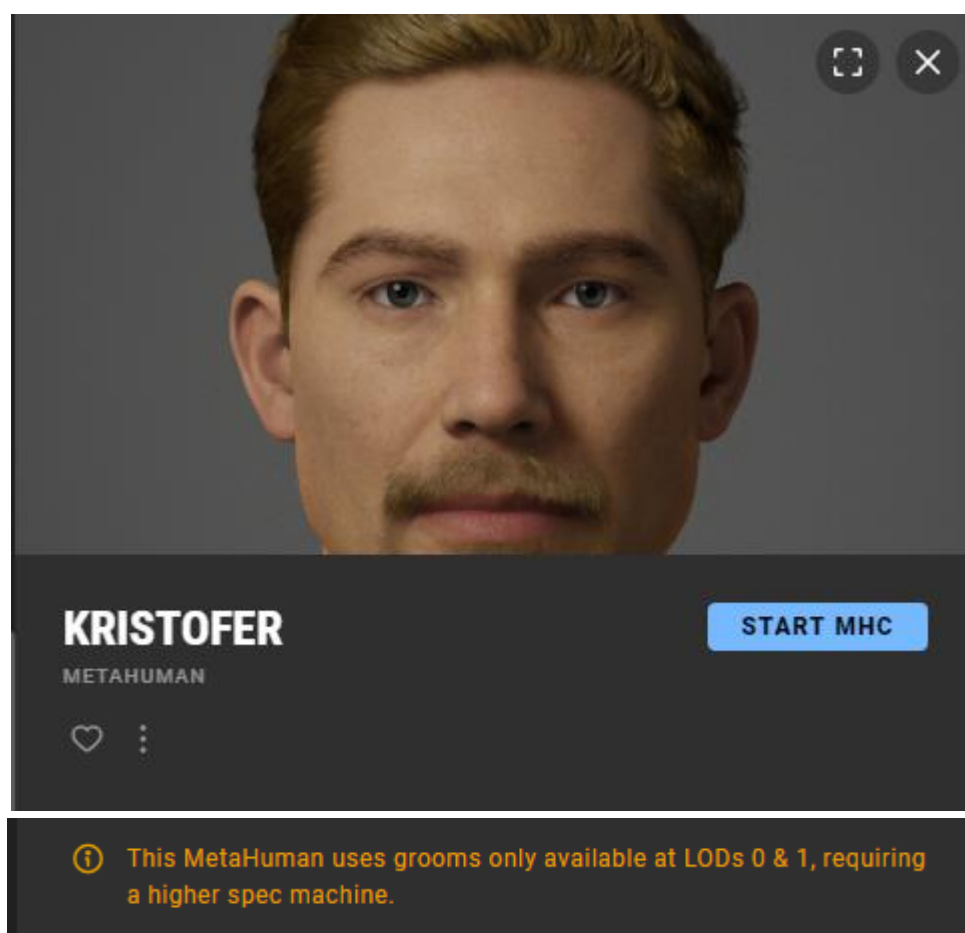 KRISTOFER
START MHC
METAHUMAN
This MetaHuman uses grooms only available at LODs 0 & 1, requiring
a higher spec machine.